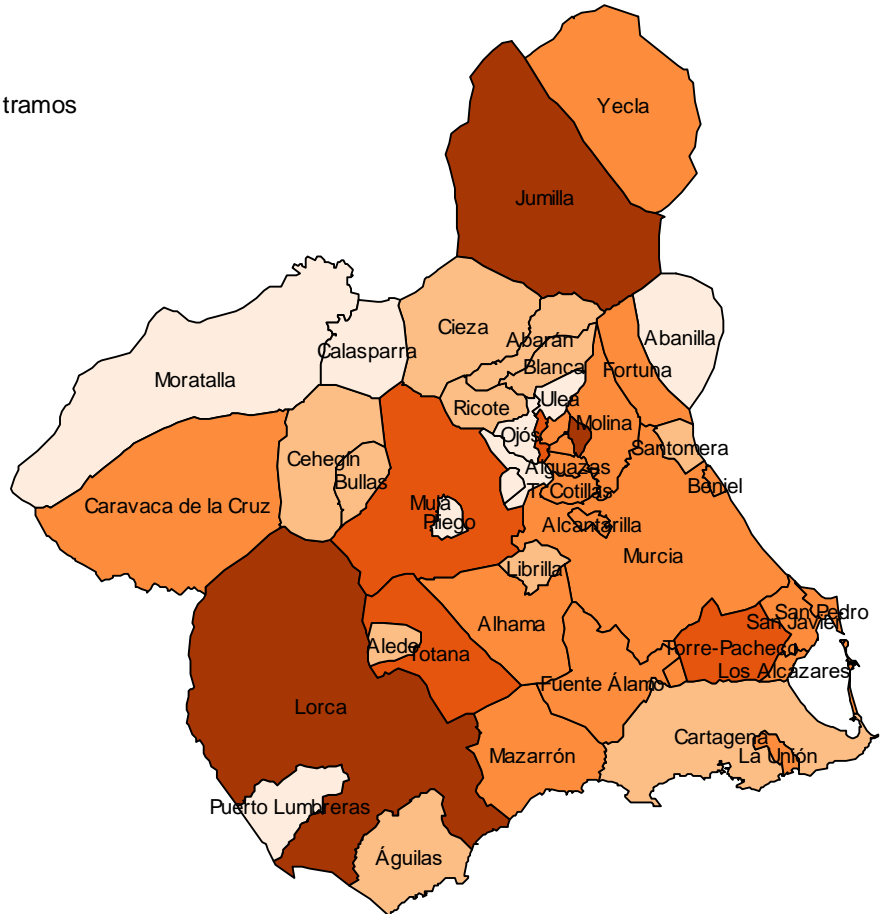 tramos
Yecla
Jumilla
Cieza
Abarán
Abanilla
Calasparra
Blanca
Fortuna
Moratalla
Ulea
Ricote
Molina
Ojós
Santomera
Cehegín
Alguazas
Bullas
Beniel
T. Cotillas
Caravaca de la Cruz
Mula
Pliego
Alcantarilla
Murcia
Librilla
San Pedro
San Javier
Alhama
Aledo
Totana
Torre-Pacheco
Los Alcázares
Fuente Álamo
Lorca
Cartagena
La Unión
Mazarrón
Puerto Lumbreras
Águilas